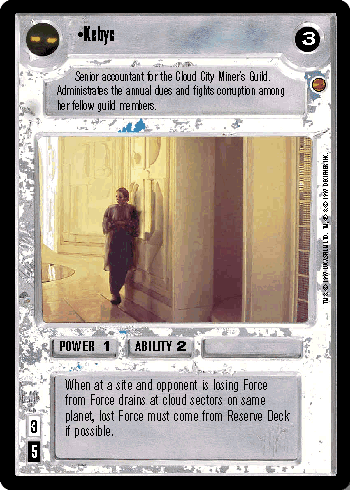 •Kebyc
3
Senior accountant for the Cloud City Miner's Guild.
Administrates the annual dues and fights corruption among
her fellow guild members.
POWER 1
ABILITY 2
When at a site and opponent is losing Force
from Force drains at cloud sectors on same
planet, lost Force must come from Reserve Deck
if possible.
3
5